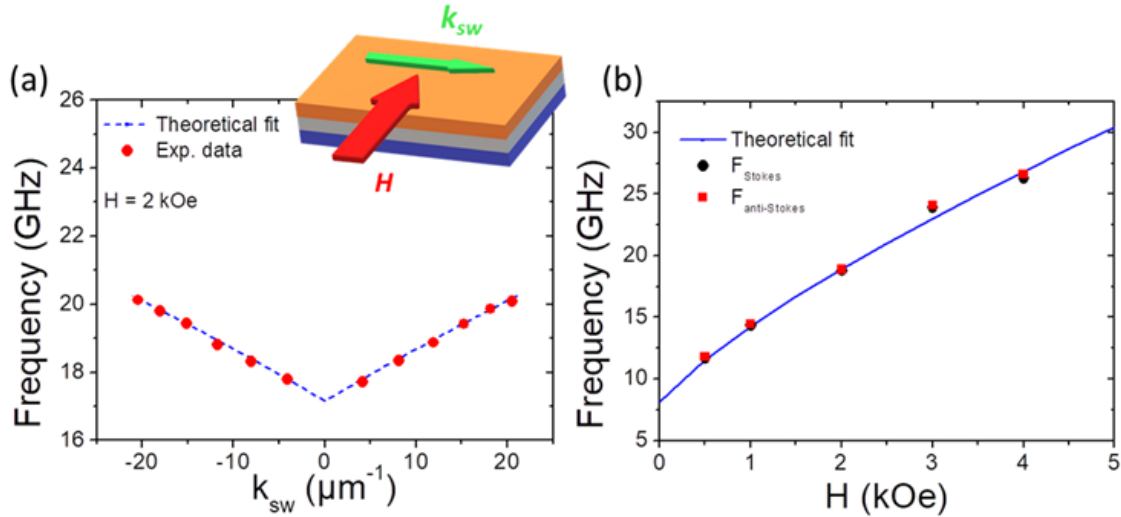 k_sw
(a)
H
26
24
22
20
18
16
Theoretical fit
Exp. data
H = 2 kOe
Frequency (GHz)
-20
-10
0
10
20
k_sw (µm⁻¹)
(b)
30
25
20
15
10
5
Theoretical fit
F_Stokes
F_anti-Stokes
Frequency (GHz)
0
1
2
3
4
5
H (kOe)